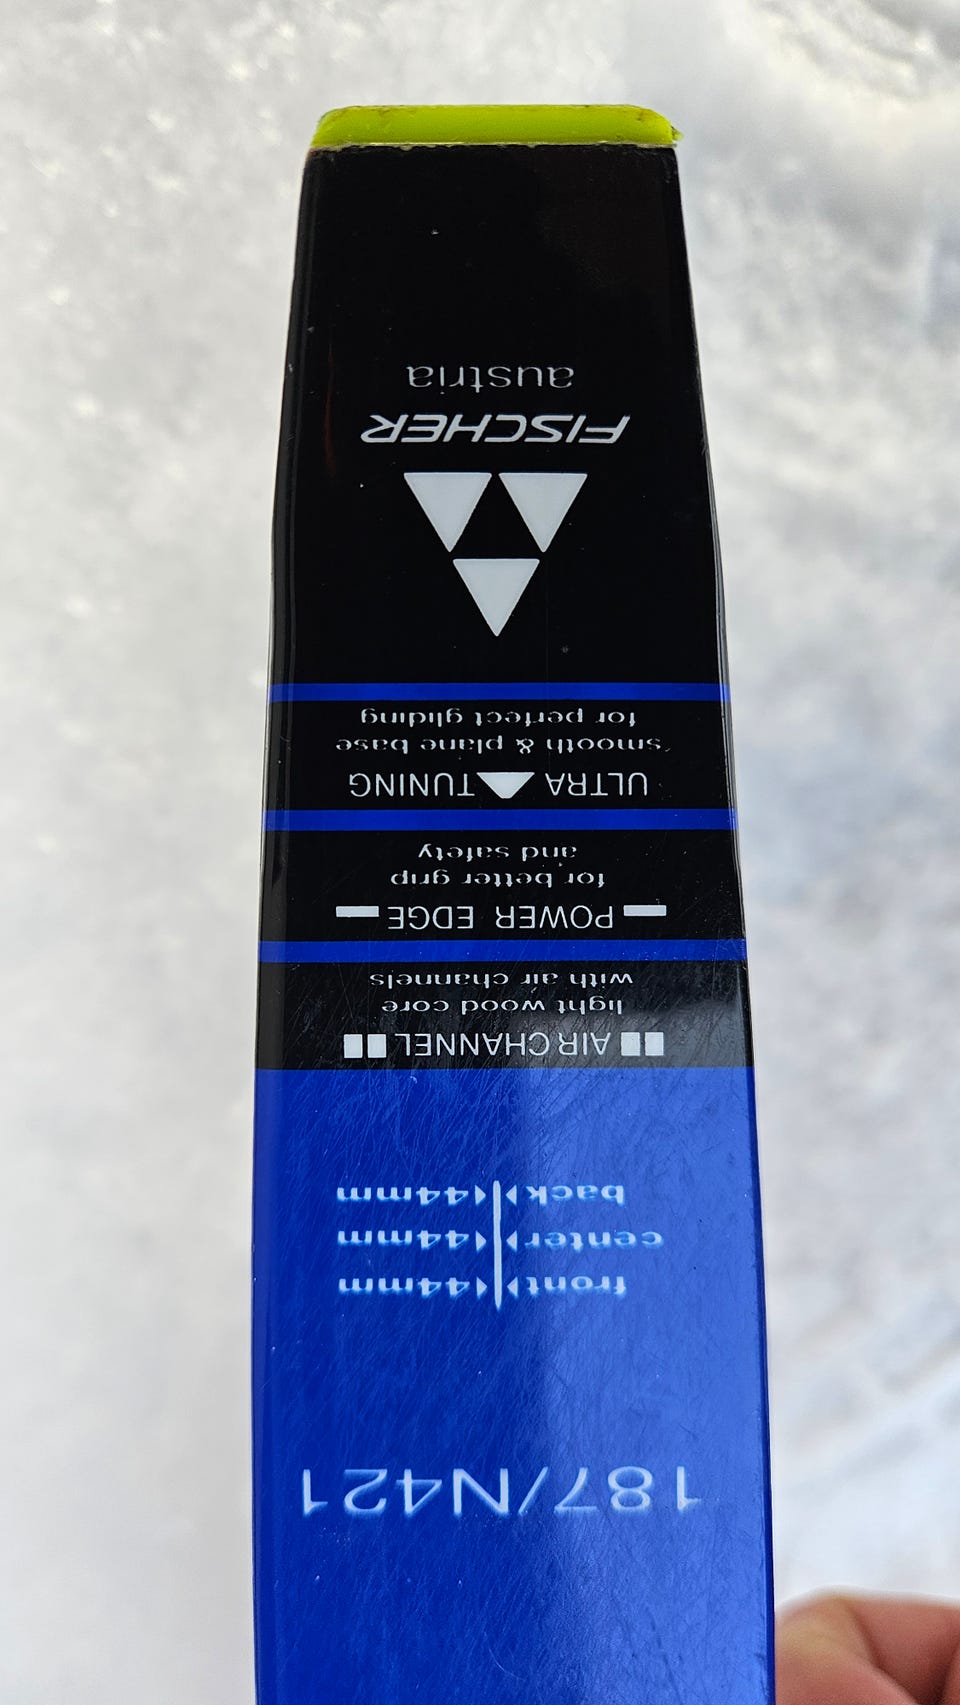 187/N421
front 44mm
center 44mm
back 44mm
AIR CHANNEL
light wood core
with air channels
POWER EDGE
for better grip
and safety
ULTRA TUNING
smooth & plane base
for perfect gliding
FISCHER
austria